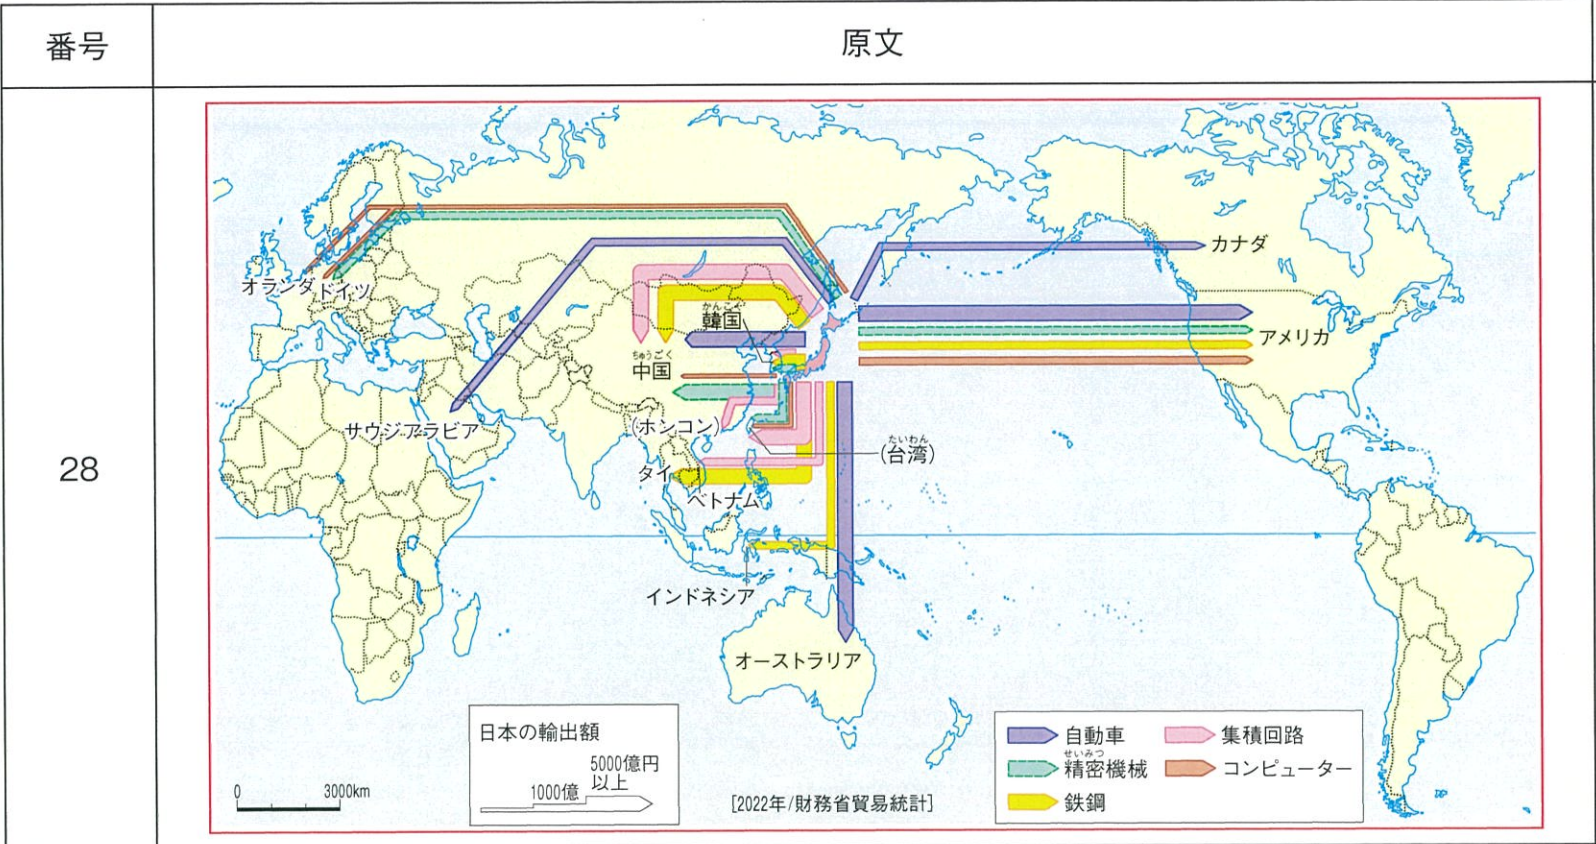 番号
原文
28
カナダ
オランダ
ドイツ
かんこく
韓国
アメリカ
ちゅうごく
中国
サウジアラビア
(ホンコン)
たいわん
(台湾)
タイ
ベトナム
インドネシア
オーストラリア
日本の輸出額
5000億円
以上
1000億
0 3000km
[2022年/財務省貿易統計]
自動車
集積回路
せいみつ
精密機械
コンピューター
鉄鋼